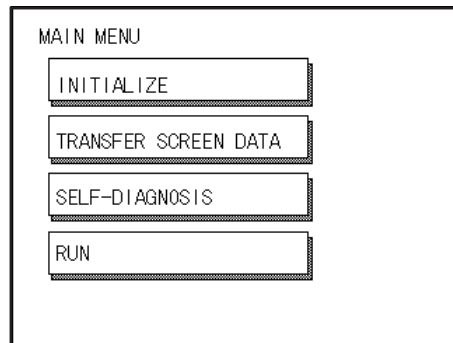 MAIN MENU
INITIALIZE
TRANSFER SCREEN DATA
SELF-DIAGNOSIS
RUN